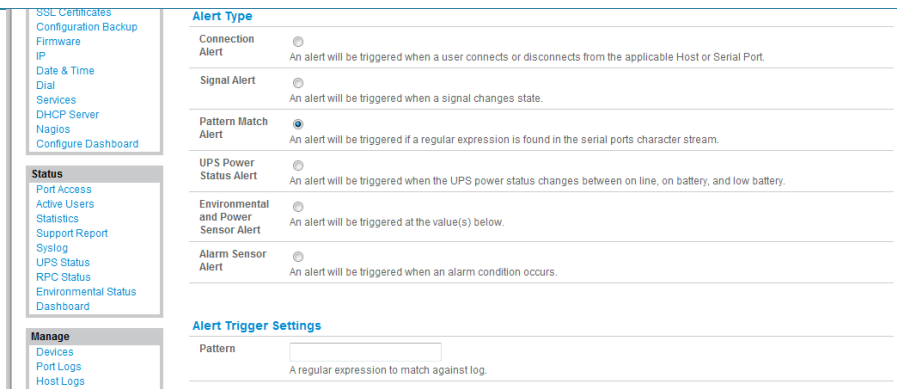 SSL Certificates
Configuration Backup
Firmware
IP
Date & Time
Dial
Services
DHCP Server
Nagios
Configure Dashboard
Status
Port Access
Active Users
Statistics
Support Report
Syslog
UPS Status
RPC Status
Environmental Status
Dashboard
Manage
Devices
Port Logs
Host Logs
Alert Type
Connection
Alert
An alert will be triggered when a user connects or disconnects from the applicable Host or Serial Port.
Signal Alert
An alert will be triggered when a signal changes state.
Pattern Match
Alert
An alert will be triggered if a regular expression is found in the serial ports character stream.
UPS Power
Status Alert
An alert will be triggered when the UPS power status changes between on line, on battery, and low battery.
Environmental
and Power
Sensor Alert
An alert will be triggered at the value(s) below.
Alarm Sensor
Alert
An alert will be triggered when an alarm condition occurs.
Alert Trigger Settings
Pattern
A regular expression to match against log.